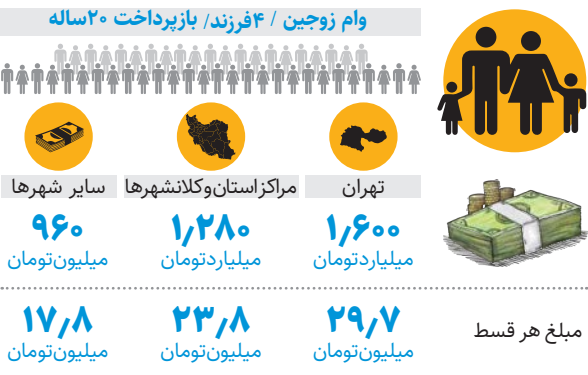 وام زوجین / ۴فرزند/ بازپرداخت ۲۰ساله
تهران
مراکزاستان‌وکلانشهرها
سایر شهرها
۱٫۶۰۰
میلیاردتومان
۱٫۲۸۰
میلیاردتومان
۹۶۰
میلیون‌تومان
مبلغ هر قسط
۲۹٫۷
میلیون‌تومان
۲۳٫۸
میلیون‌تومان
۱۷٫۸
میلیون‌تومان